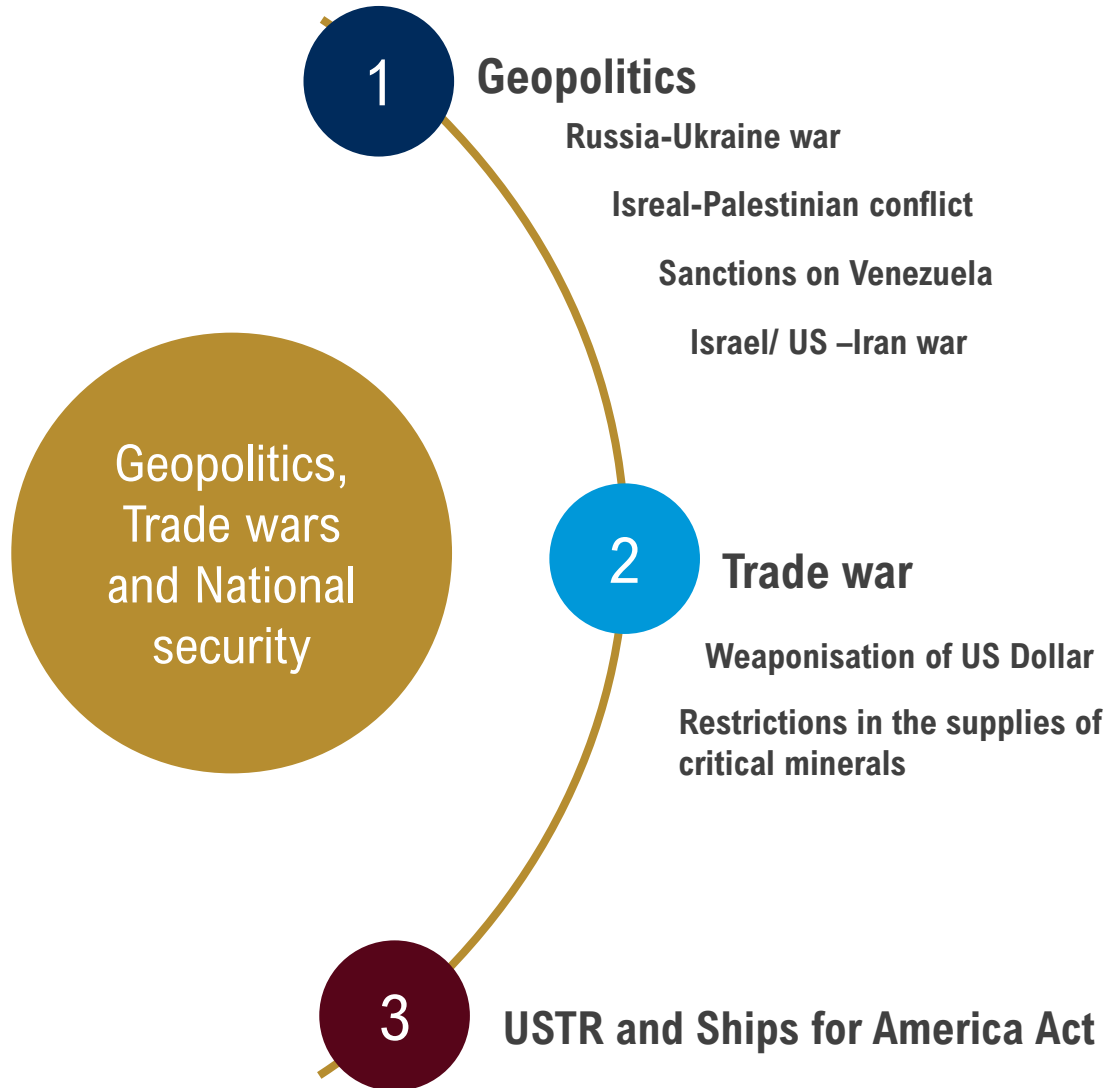 1
Geopolitics
Russia-Ukraine war
Isreal-Palestinian conflict
Sanctions on Venezuela
Israel/ US –Iran war
Geopolitics,
Trade wars
and National
security
2
Trade war
Weaponisation of US Dollar
Restrictions in the supplies of
critical minerals
3
USTR and Ships for America Act